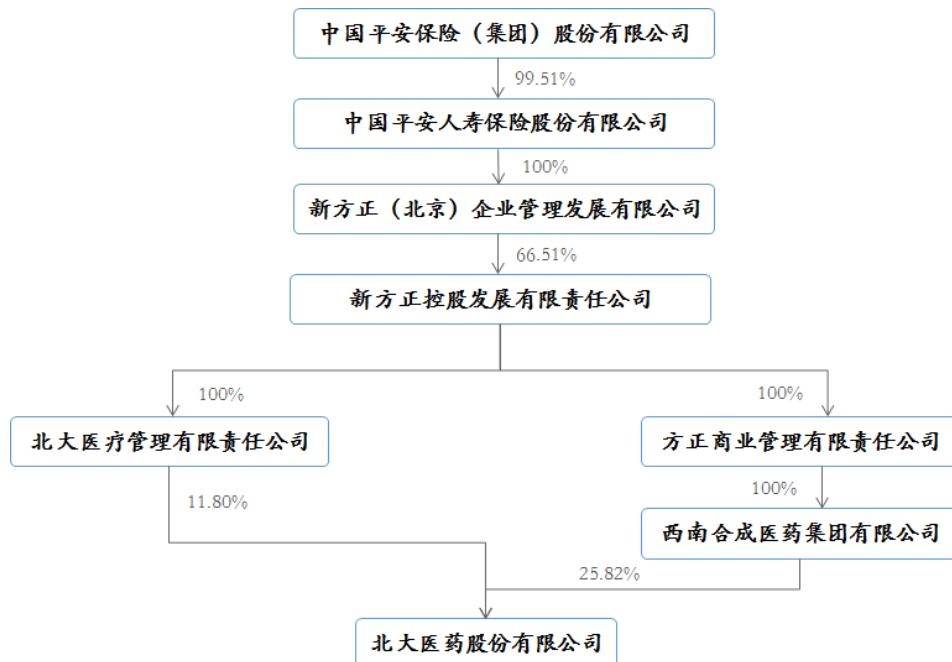 中国平安保险（集团）股份有限公司
99.51%
中国平安人寿保险股份有限公司
100%
新方正（北京）企业管理发展有限公司
66.51%
新方正控股发展有限责任公司
100%
100%
北大医疗管理有限责任公司
方正商业管理有限责任公司
11.80%
100%
西南合成医药集团有限公司
25.82%
北大医药股份有限公司